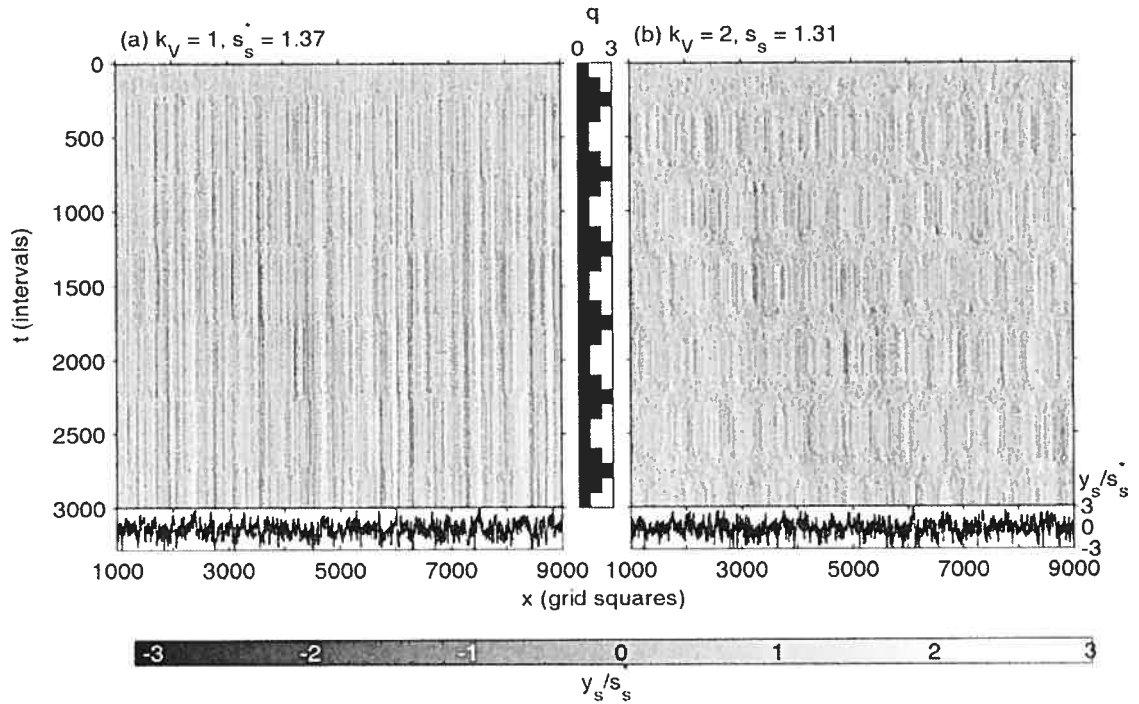 (a) k_V = 1, s_s^* = 1.37
q
0 3
(b) k_V = 2, s_s = 1.31
0
500
1000
1500
2000
2500
3000
t (intervals)
y_s/s_s^*
3
0
-3
1000 3000 5000 7000 9000
1000 3000 5000 7000 9000
x (grid squares)
-3 -2 -1 0 1 2 3
y_s/s_s^*